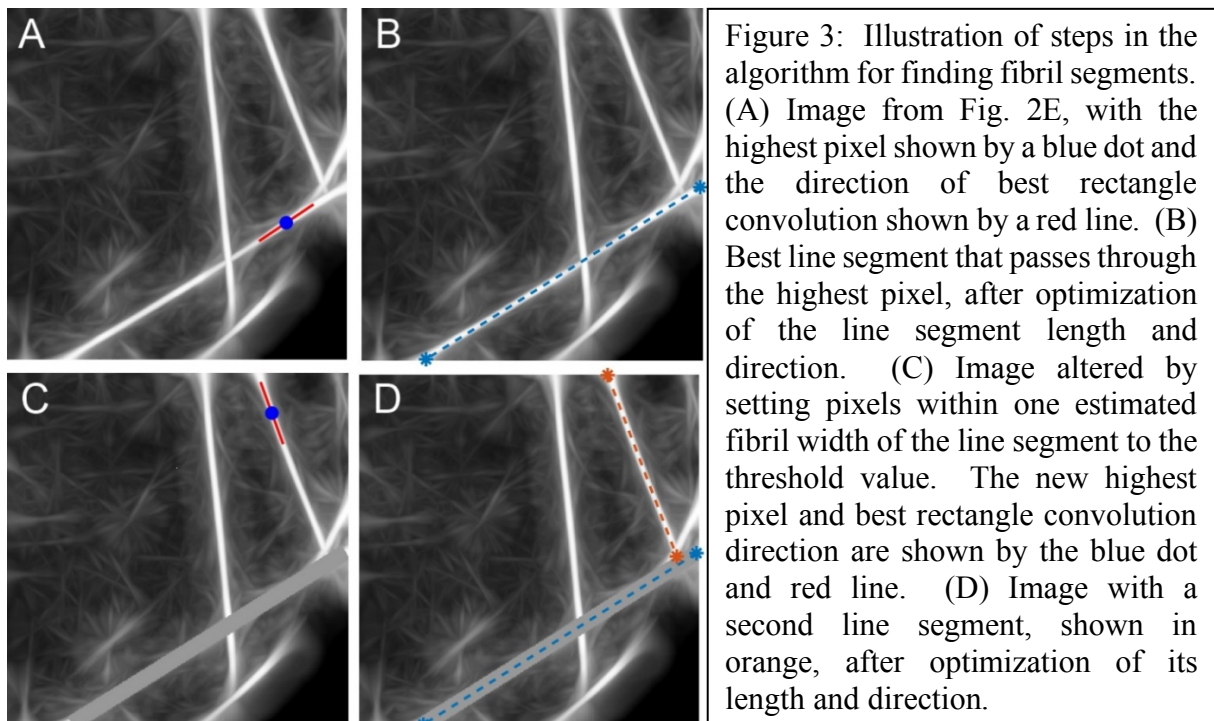 A
B
C
D
Figure 3: Illustration of steps in the
algorithm for finding fibril segments.
(A) Image from Fig. 2E, with the
highest pixel shown by a blue dot and
the direction of best rectangle
convolution shown by a red line. (B)
Best line segment that passes through
the highest pixel, after optimization
of the line segment length and
direction. (C) Image altered by
setting pixels within one estimated
fibril width of the line segment to the
threshold value. The new highest
pixel and best rectangle convolution
direction are shown by the blue dot
and red line. (D) Image with a
second line segment, shown in
orange, after optimization of its
length and direction.